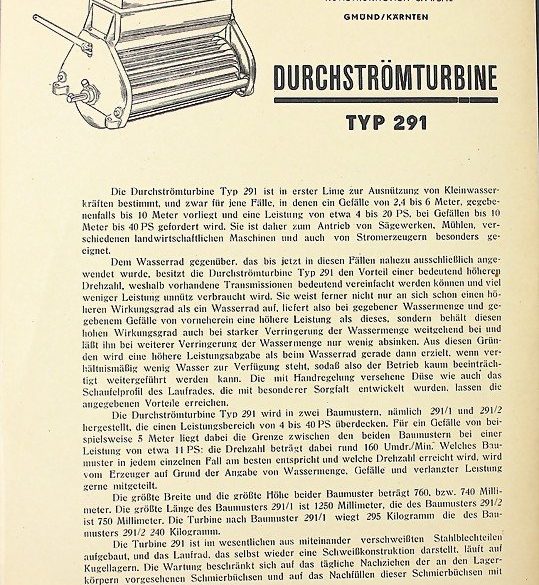 GMÜND/KÄRNTEN
DURCHSTRÖMTURBINE
TYP 291
Die Durchströmturbine Typ 291 ist in erster Linie zur Ausnützung von Kleinwasser-
kräften bestimmt, und zwar für jene Fälle, in denen ein Gefälle von 2,4 bis 6 Meter, gegebe-
nenfalls bis 10 Meter vorliegt und eine Leistung von etwa 4 bis 20 PS, bei Gefällen bis 10
Meter bis 40 PS gefordert wird. Sie ist daher zum Antrieb von Sägewerken, Mühlen, ver-
schiedenen landwirtschaftlichen Maschinen und auch von Stromerzeugern besonders ge-
eignet.
Dem Wasserrad gegenüber, das bis jetzt in diesen Fällen nahezu ausschließlich ange-
wendet wurde, besitzt die Durchströmturbine Typ 291 den Vorteil einer bedeutend höheren
Drehzahl, weshalb vorhandene Transmissionen bedeutend vereinfacht werden können und viel
weniger Leistung unnütz verbraucht wird. Sie weist ferner nicht nur an sich schon einen hö-
heren Wirkungsgrad als ein Wasserrad auf, liefert also bei gegebener Wassermenge und ge-
gebenem Gefälle von vorneherein eine höhere Leistung als dieses, sondern behält diesen
hohen Wirkungsgrad auch bei starker Verringerung der Wassermenge weitgehend bei und
läßt ihn bei weiterer Verringerung der Wassermenge nur wenig absinken. Aus diesen Grün-
den wird eine höhere Leistungsabgabe als beim Wasserrad gerade dann erzielt, wenn ver-
hältnismäßig wenig Wasser zur Verfügung steht, sodaß also der Betrieb kaum beeinträch-
tigt weitergeführt werden kann. Die mit Handregelung versehene Düse wie auch das
Schaufelprofil des Laufrades, die mit besonderer Sorgfalt entwickelt wurden, lassen die
angegebenen Vorteile erreichen.
Die Durchströmturbine Typ 291 wird in zwei Baumustern, nämlich 291/1 und 291/2
hergestellt, die einen Leistungsbereich von 4 bis 40 PS überdecken. Für ein Gefälle von bei-
spielsweise 5 Meter liegt dabei die Grenze zwischen den beiden Baumustern bei einer
Leistung von etwa 11 PS: die Drehzahl beträgt dabei rund 160 Umdr./Min. Welches Bau-
muster in jedem einzelnen Fall am besten entspricht und welche Drehzahl erreicht wird, wird
vom Erzeuger auf Grund der Angabe von Wassermenge, Gefälle und verlangter Leistung
gerne mitgeteilt.
Die größte Breite und die größte Höhe beider Baumuster beträgt 760, bzw. 740 Milli-
meter. Die größte Länge des Baumusters 291/1 ist 1250 Millimeter, die des Baumusters 291/2
ist 750 Millimeter. Die Turbine nach Baumuster 291/1 wiegt 295 Kilogramm die des Bau-
musters 291/2 240 Kilogramm.
Die Turbine 291 ist im wesentlichen aus miteinander verschweißten Stahlblechteilen
aufgebaut, und das Laufrad, das selbst wieder eine Schweißkonstruktion darstellt, läuft auf
Kugellagern. Die Wartung beschränkt sich auf das tägliche Nachziehen der an den Lager-
körpern vorgesehenen Schmierbüchsen und auf das Nachfüllen dieser Schmierbüchsen mit